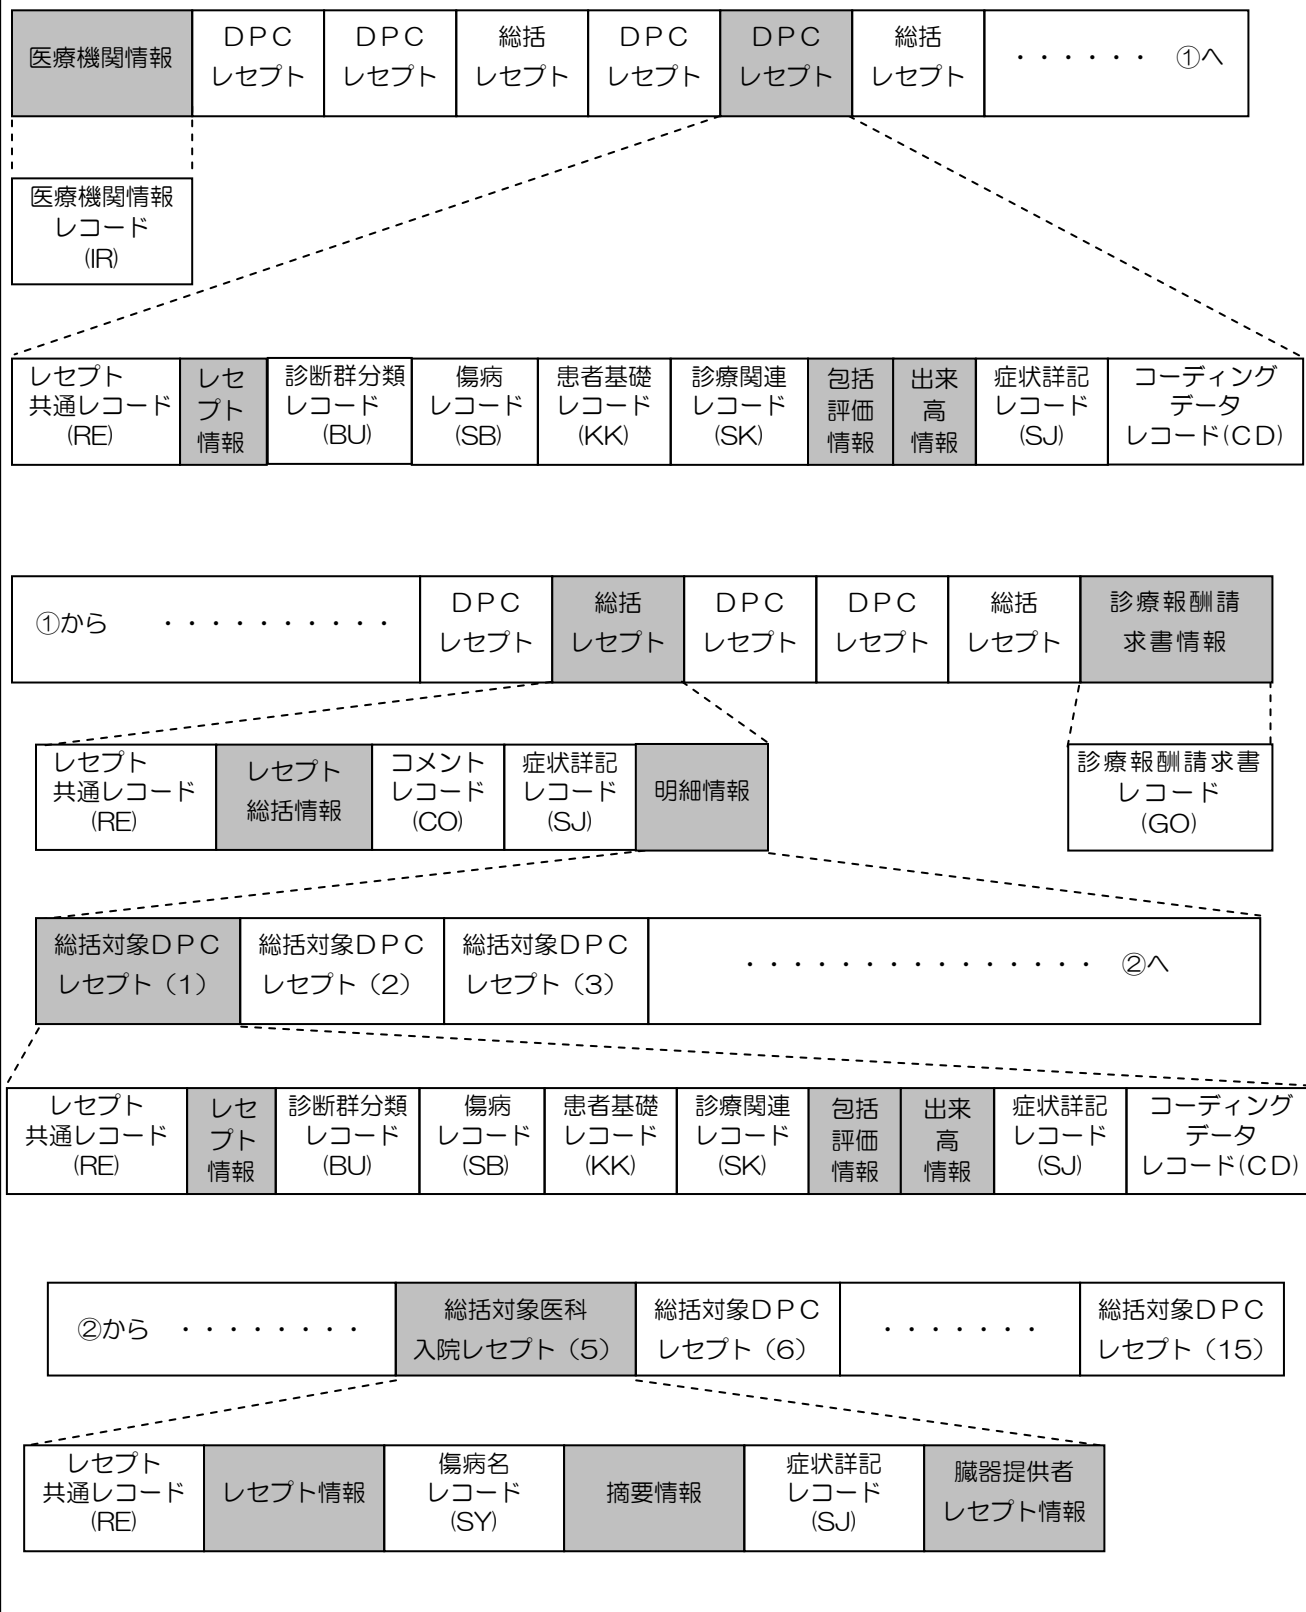 医療機関情報
ＤＰＣ
レセプト
ＤＰＣ
レセプト
総括
レセプト
ＤＰＣ
レセプト
ＤＰＣ
レセプト
総括
レセプト
・・・・・・ ①へ
医療機関情報
レコード
(IR)
レセプト
共通レコード
(RE)
レセ
プト
情報
診断群分類
レコード
(BU)
傷病
レコード
(SB)
患者基礎
レコード
(KK)
診療関連
レコード
(SK)
包括
評価
情報
出来
高
情報
症状詳記
レコード
(SJ)
コーディング
データ
レコード(ＣＤ)
①から ・・・・・・・・・・
ＤＰＣ
レセプト
総括
レセプト
ＤＰＣ
レセプト
ＤＰＣ
レセプト
総括
レセプト
診療報酬請
求書情報
レセプト
共通レコード
(RE)
レセプト
総括情報
コメント
レコード
(CO)
症状詳記
レコード
(SJ)
明細情報
診療報酬請求書
レコード
(GO)
総括対象ＤＰＣ
レセプト（1）
総括対象ＤＰＣ
レセプト（2）
総括対象ＤＰＣ
レセプト（3）
・・・・・・・・・・・・・・・ ②へ
レセプト
共通レコード
(RE)
レセ
プト
情報
診断群分類
レコード
(BU)
傷病
レコード
(SB)
患者基礎
レコード
(KK)
診療関連
レコード
(SK)
包括
評価
情報
出来
高
情報
症状詳記
レコード
(SJ)
コーディング
データ
レコード(ＣＤ)
②から ・・・・・・・・
総括対象医科
入院レセプト（5）
総括対象ＤＰＣ
レセプト（6）
・・・・・・・
総括対象ＤＰＣ
レセプト（15）
レセプト
共通レコード
(RE)
レセプト情報
傷病名
レコード
(SY)
摘要情報
症状詳記
レコード
(SJ)
臓器提供者
レセプト情報